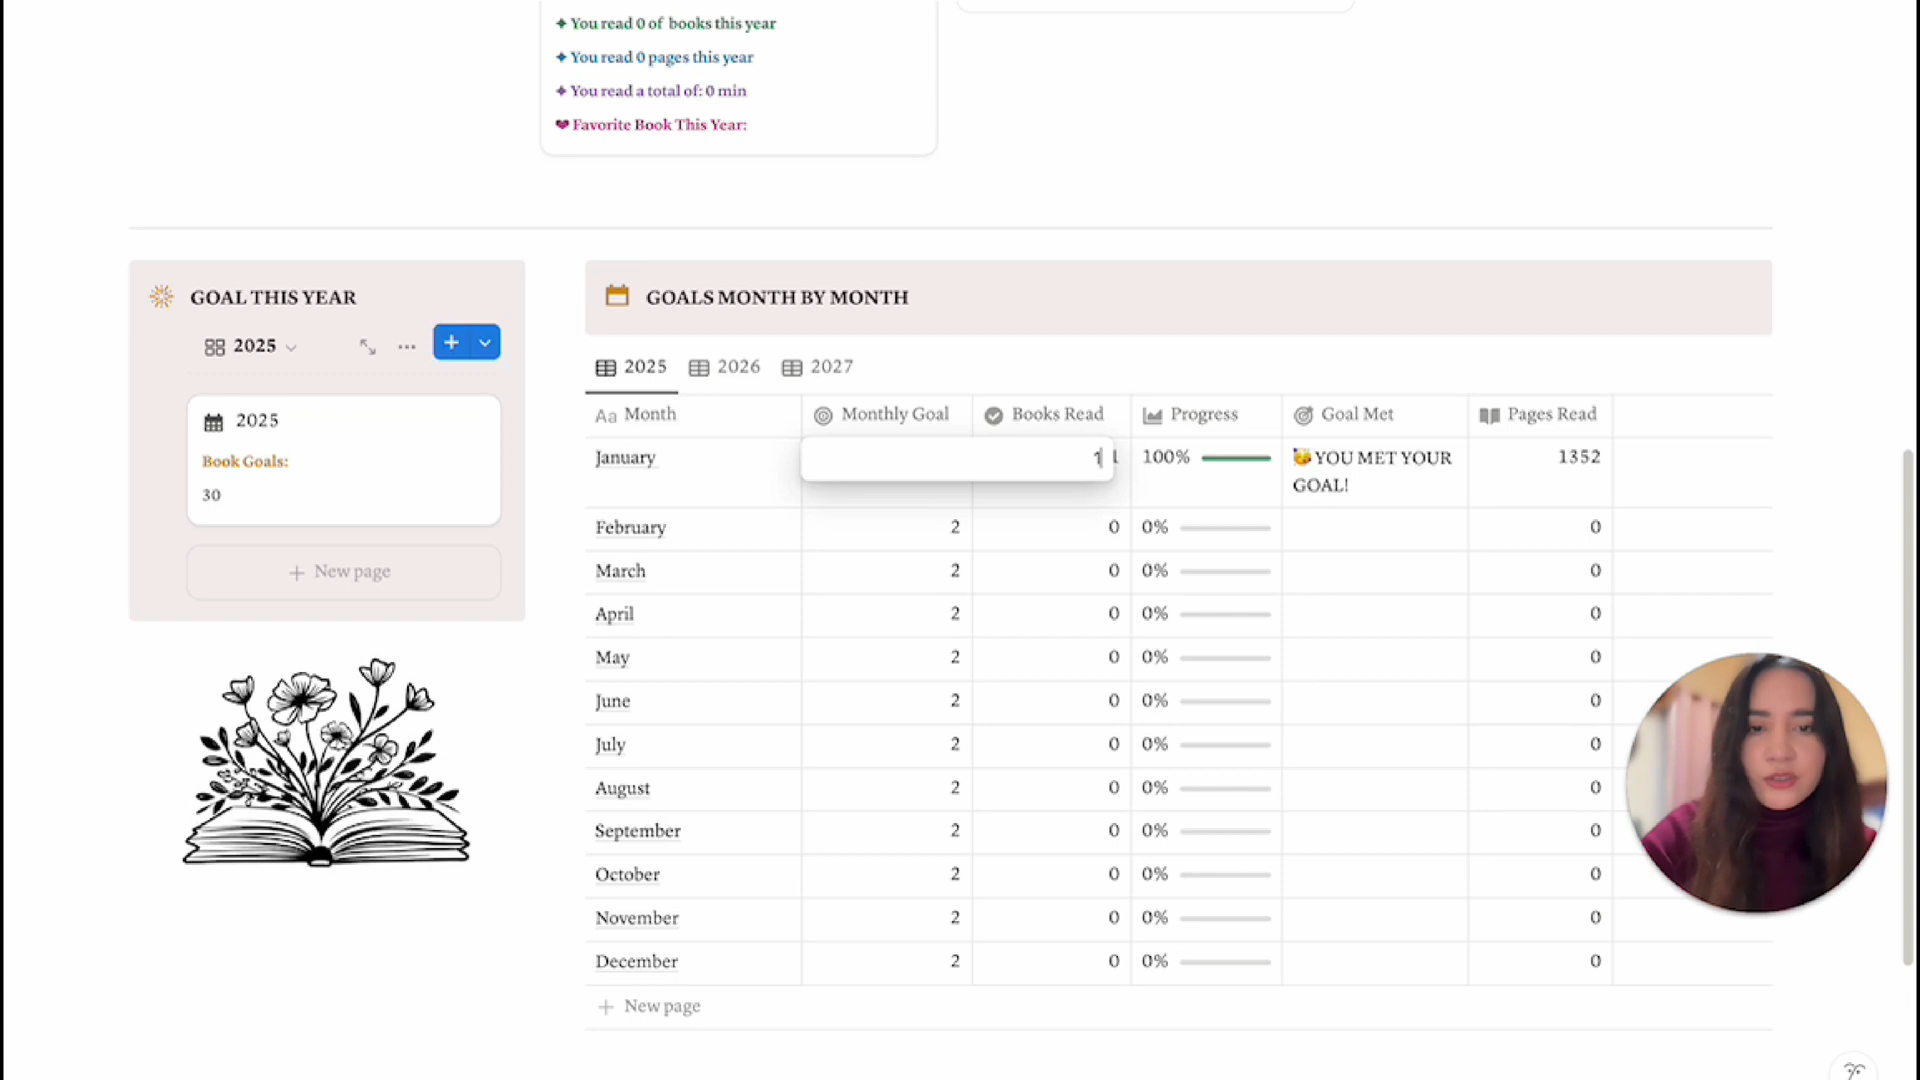 ✦ You read 0 of books this year
✦ You read 0 pages this year
✦ You read a total of: 0 min
❤ Favorite Book This Year:
GOAL THIS YEAR
2025
2025
Book Goals:
30
+ New page
GOALS MONTH BY MONTH
2025 2026 2027
Aa Month Monthly Goal Books Read Progress Goal Met Pages Read
January 1 1 100% 🥳 YOU MET YOUR GOAL! 1352
February 2 0 0% 0
March 2 0 0% 0
April 2 0 0% 0
May 2 0 0% 0
June 2 0 0% 0
July 2 0 0% 0
August 2 0 0% 0
September 2 0 0% 0
October 2 0 0% 0
November 2 0 0% 0
December 2 0 0% 0
+ New page